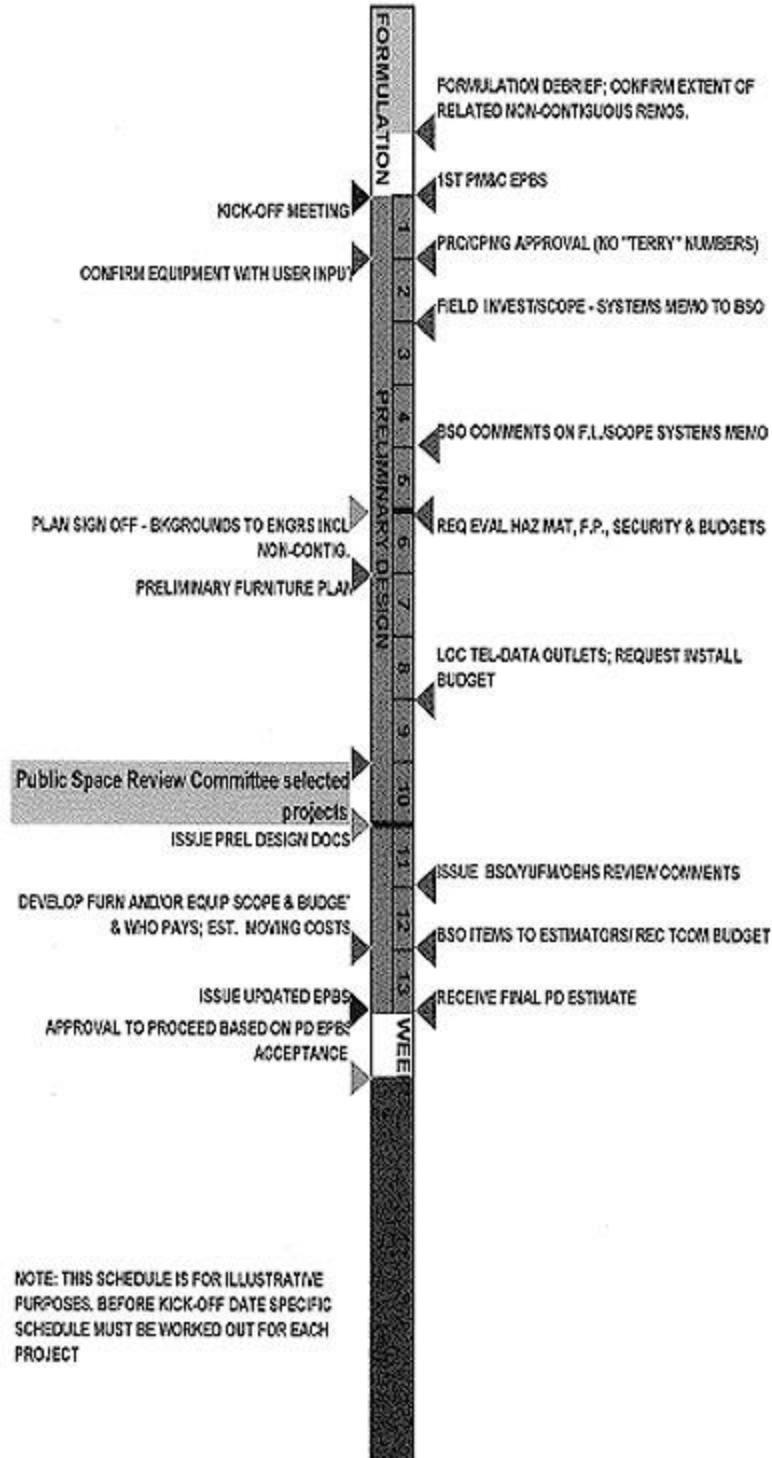 FORMULATION
FORMULATION DEBRIEF; CONFIRM EXTENT OF
RELATED NON-CONTIGUOUS RENOS.
1ST PM&C EPBS
KICK-OFF MEETING
1
PRC/CPMG APPROVAL (NO "TERRY" NUMBERS)
CONFIRM EQUIPMENT WITH USER INPUT
2
FIELD INVEST/SCOPE - SYSTEMS MEMO TO BSO
3
PRELIMINARY DESIGN
4
BSO COMMENTS ON F.I./SCOPE SYSTEMS MEMO
5
PLAN SIGN OFF - BKGROUNDS TO ENGRS INCL
NON-CONTIG.
REQ EVAL HAZ MAT, F.P., SECURITY & BUDGETS
6
PRELIMINARY FURNITURE PLAN
7
8
LOC TEL-DATA OUTLETS; REQUEST INSTALL
BUDGET
9
Public Space Review Committee selected
projects
10
ISSUE PREL DESIGN DOCS
11
ISSUE BSO/YUFM/OEHS REVIEW COMMENTS
DEVELOP FURN AND/OR EQUIP SCOPE & BUDGET
& WHO PAYS; EST. MOVING COSTS
12
BSO ITEMS TO ESTIMATORS/ REC TCOM BUDGET
13
ISSUE UPDATED EPBS
RECEIVE FINAL PD ESTIMATE
WEE
APPROVAL TO PROCEED BASED ON PD EPBS
ACCEPTANCE
NOTE: THIS SCHEDULE IS FOR ILLUSTRATIVE
PURPOSES. BEFORE KICK-OFF DATE SPECIFIC
SCHEDULE MUST BE WORKED OUT FOR EACH
PROJECT